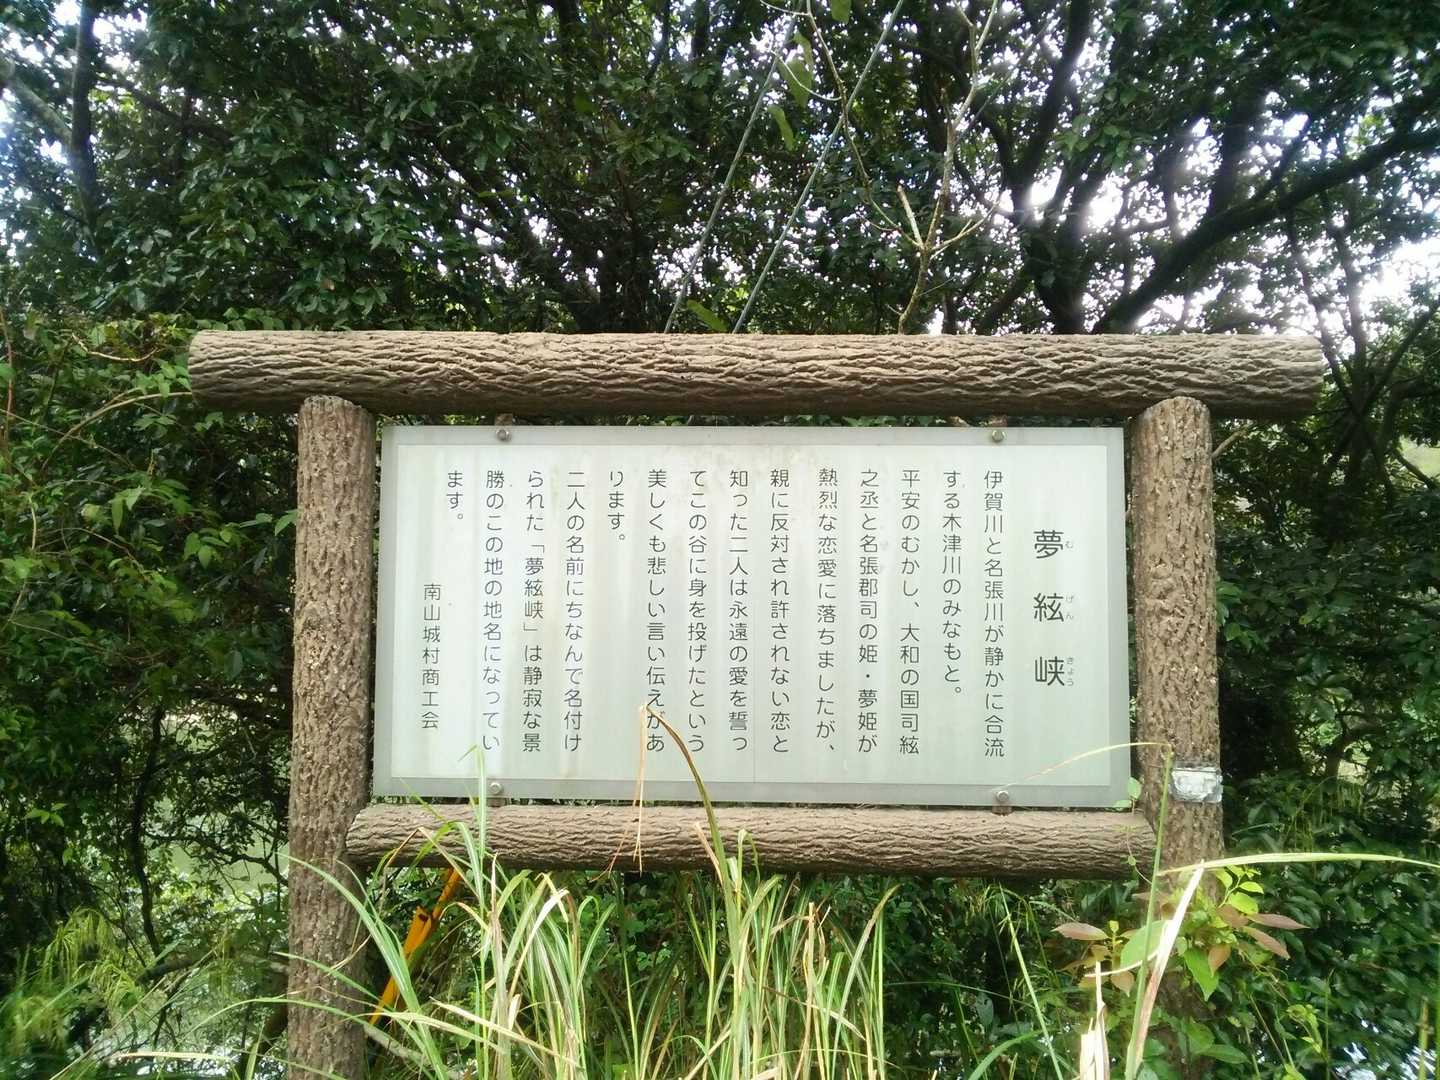 夢絃峡
むげんきょう
伊賀川と名張川が静かに合流
する木津川のみなもと。
平安のむかし、大和の国司絃
之丞と名張郡司の姫・夢姫が
熱烈な恋愛に落ちましたが、
親に反対され許されない恋と
知った二人は永遠の愛を誓っ
てこの谷に身を投げたという
美しくも悲しい言い伝えがあ
ります。
二人の名前にちなんで名付け
られた「夢絃峡」は静寂な景
勝のこの地の地名になってい
ます。
南山城村商工会